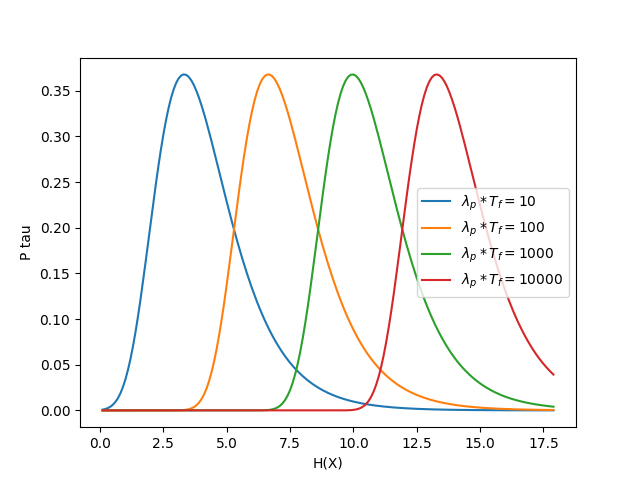 0.35
0.30
0.25
0.20
0.15
0.10
0.05
0.00
P tau
λp * Tf = 10
λp * Tf = 100
λp * Tf = 1000
λp * Tf = 10000
0.0 2.5 5.0 7.5 10.0 12.5 15.0 17.5
H(X)